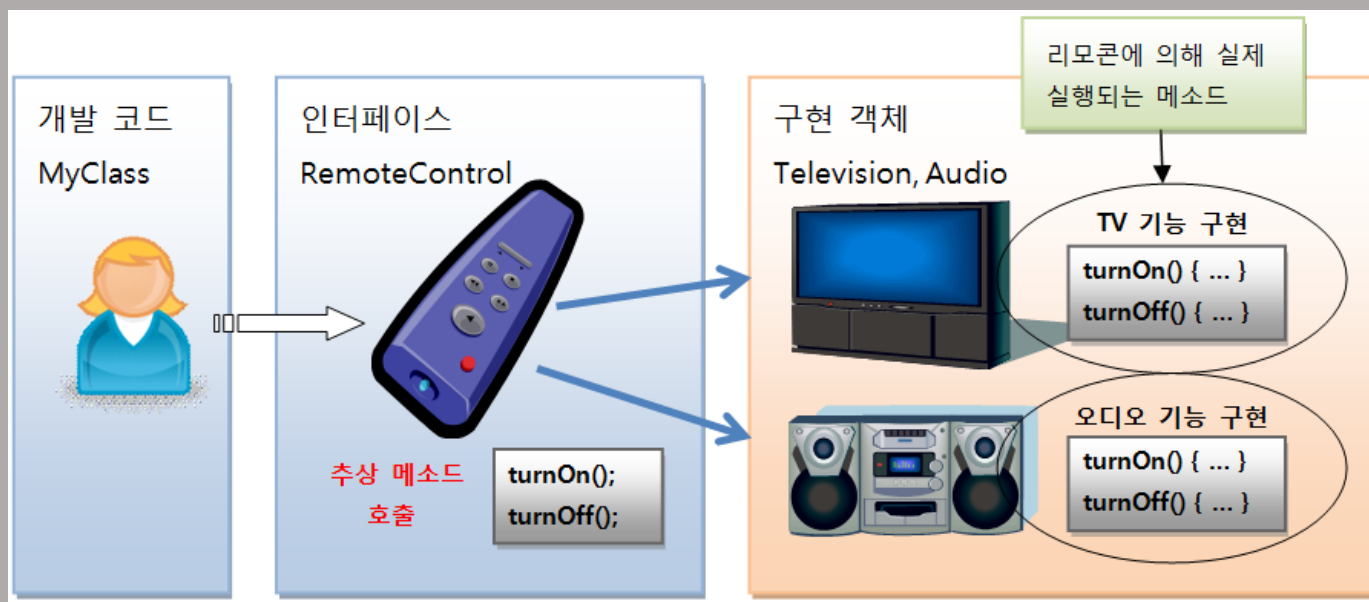 개발 코드
MyClass
인터페이스
RemoteControl
추상 메소드
호출
turnOn();
turnOff();
구현 객체
Television, Audio
리모콘에 의해 실제
실행되는 메소드
TV 기능 구현
turnOn() { ... }
turnOff() { ... }
오디오 기능 구현
turnOn() { ... }
turnOff() { ... }